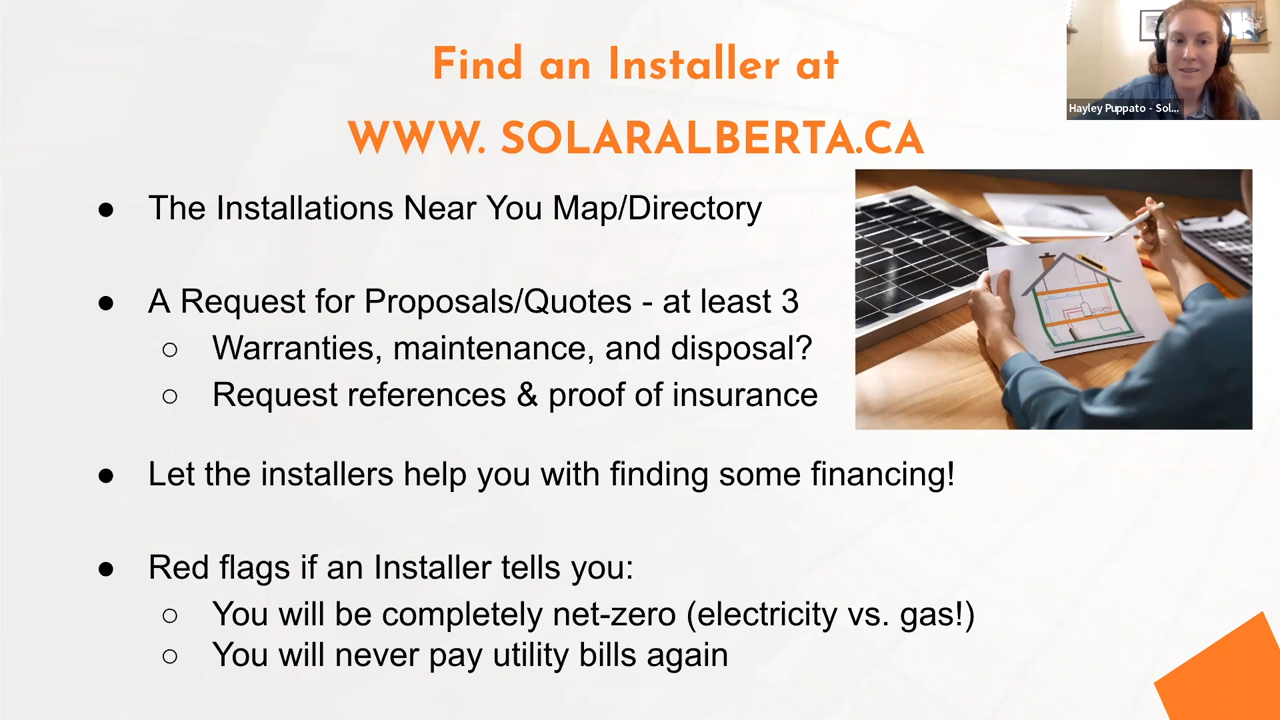 Find an Installer at
WWW. SOLARALBERTA.CA
Hayley Puppato - Sol...
● The Installations Near You Map/Directory
● A Request for Proposals/Quotes - at least 3
○ Warranties, maintenance, and disposal?
○ Request references & proof of insurance
● Let the installers help you with finding some financing!
● Red flags if an Installer tells you:
○ You will be completely net-zero (electricity vs. gas!)
○ You will never pay utility bills again